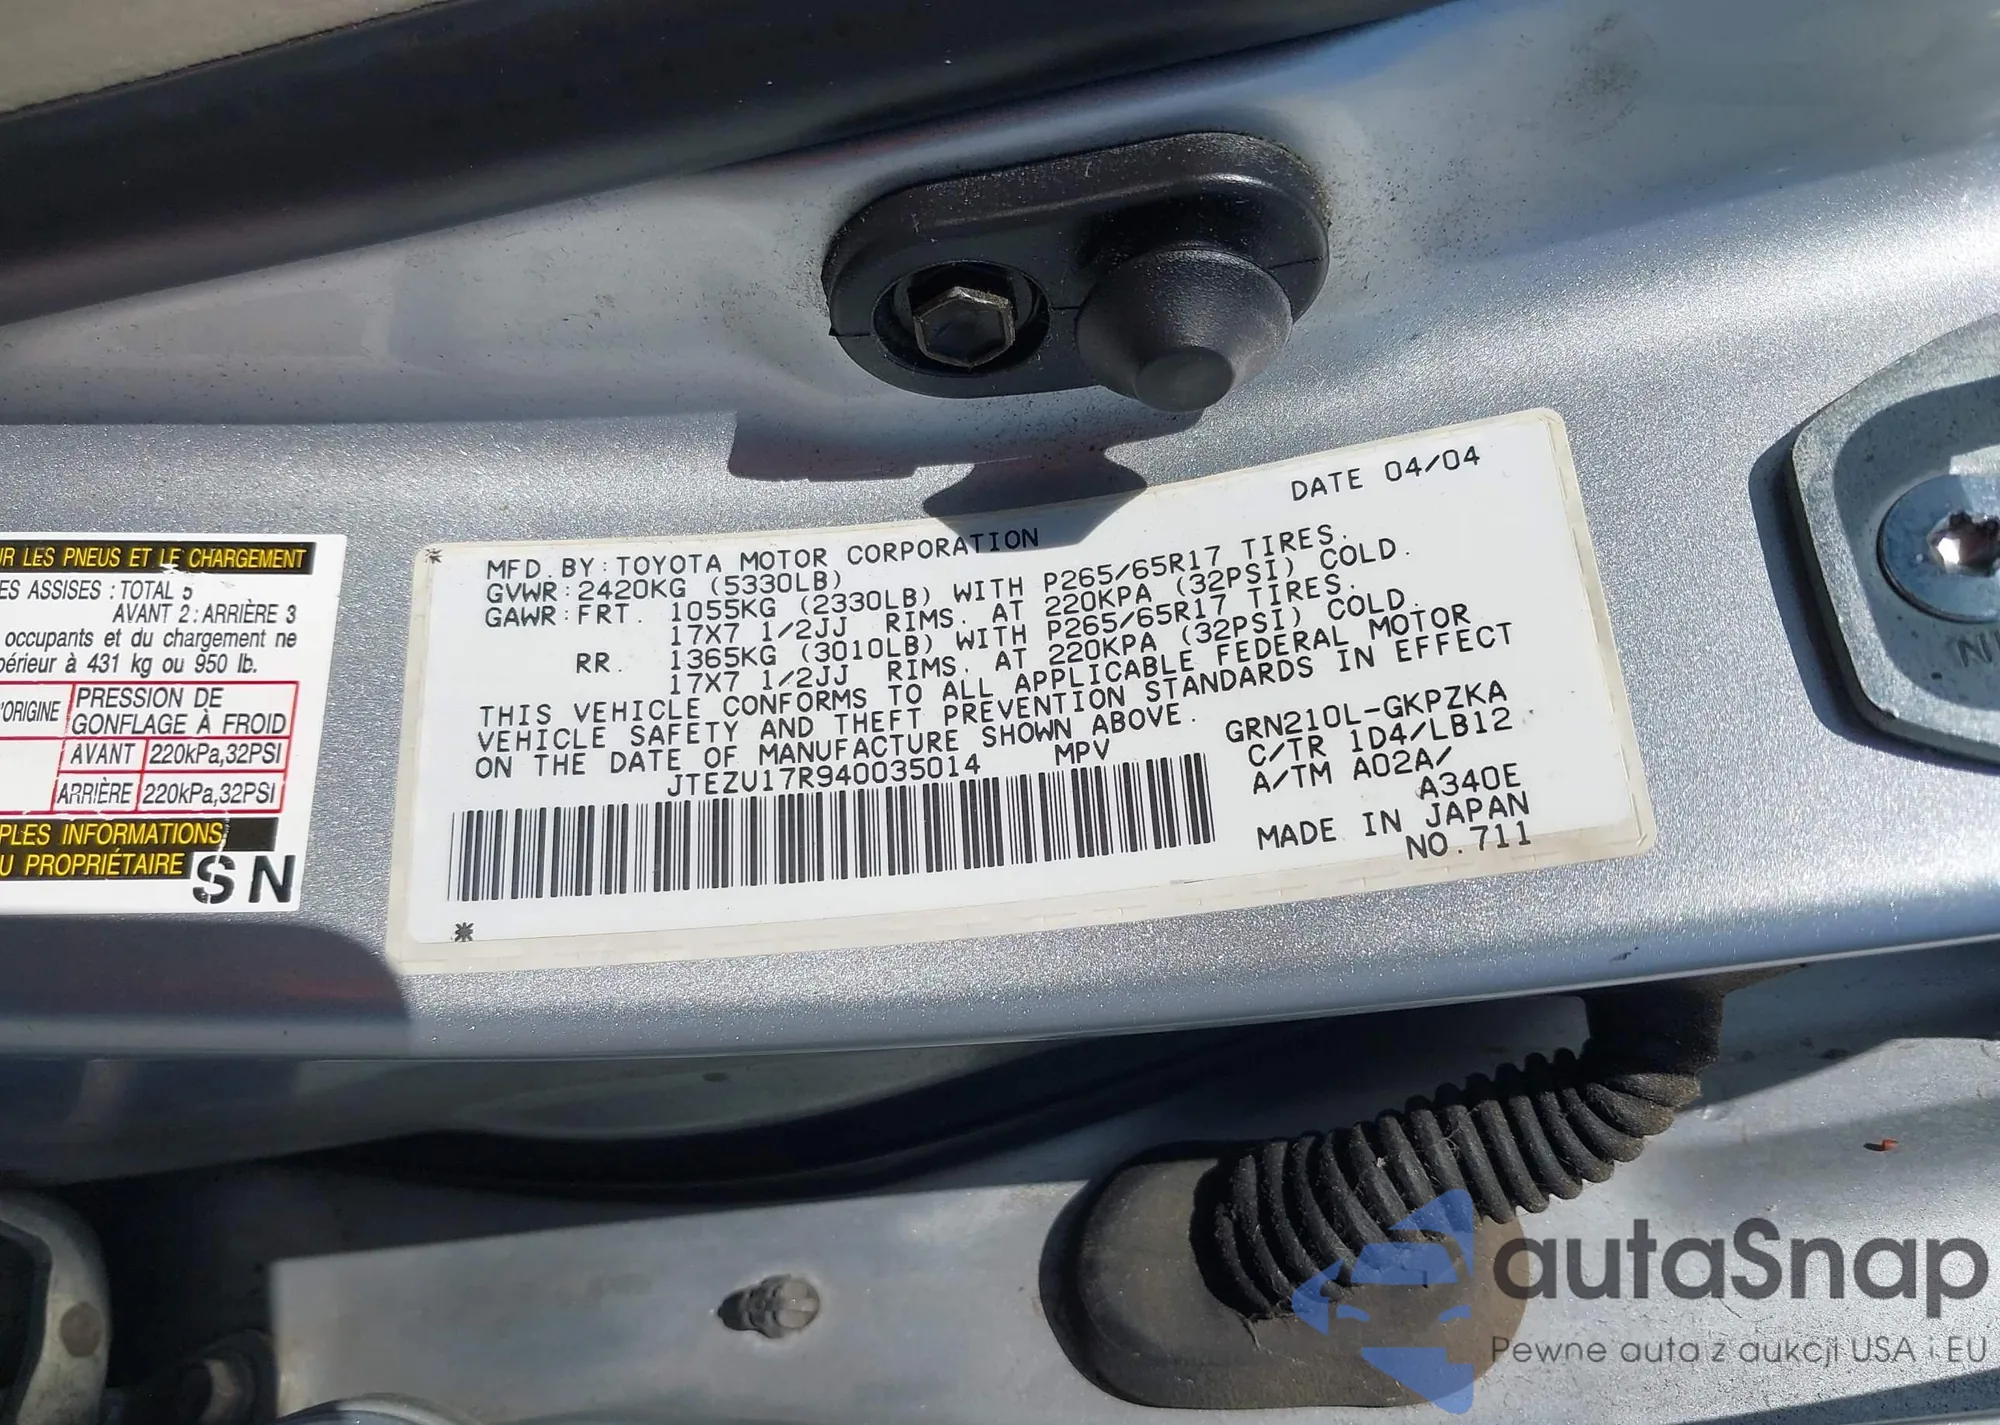 UR LES PNEUS ET LE CHARGEMENT
ES ASSISES : TOTAL 5
AVANT 2 : ARRIÈRE 3
occupants et du chargement ne
périeur à 431 kg ou 950 lb.
'ORIGINE
PRESSION DE
GONFLAGE À FROID
AVANT 220kPa,32PSI
ARRIÈRE 220kPa,32PSI
PLES INFORMATIONS,
U PROPRIÉTAIRE
SN
DATE 04/04
MFD.BY:TOYOTA MOTOR CORPORATION
GVWR:2420KG (5330LB)
GAWR:FRT. 1055KG (2330LB) WITH P265/65R17 TIRES.
17X7 1/2JJ RIMS. AT 220KPA (32PSI) COLD.
RR. 1365KG (3010LB) WITH P265/65R17 TIRES.
17X7 1/2JJ RIMS. AT 220KPA (32PSI) COLD.
THIS VEHICLE CONFORMS TO ALL APPLICABLE FEDERAL MOTOR
VEHICLE SAFETY AND THEFT PREVENTION STANDARDS IN EFFECT
ON THE DATE OF MANUFACTURE SHOWN ABOVE.
JTEZU17R940035014 MPV
GRN210L-GKPZKA
C/TR 1D4/LB12
A/TM A02A/
A340E
MADE IN JAPAN
NO.711
autaSnap
Pewne auta z aukcji USA i EU